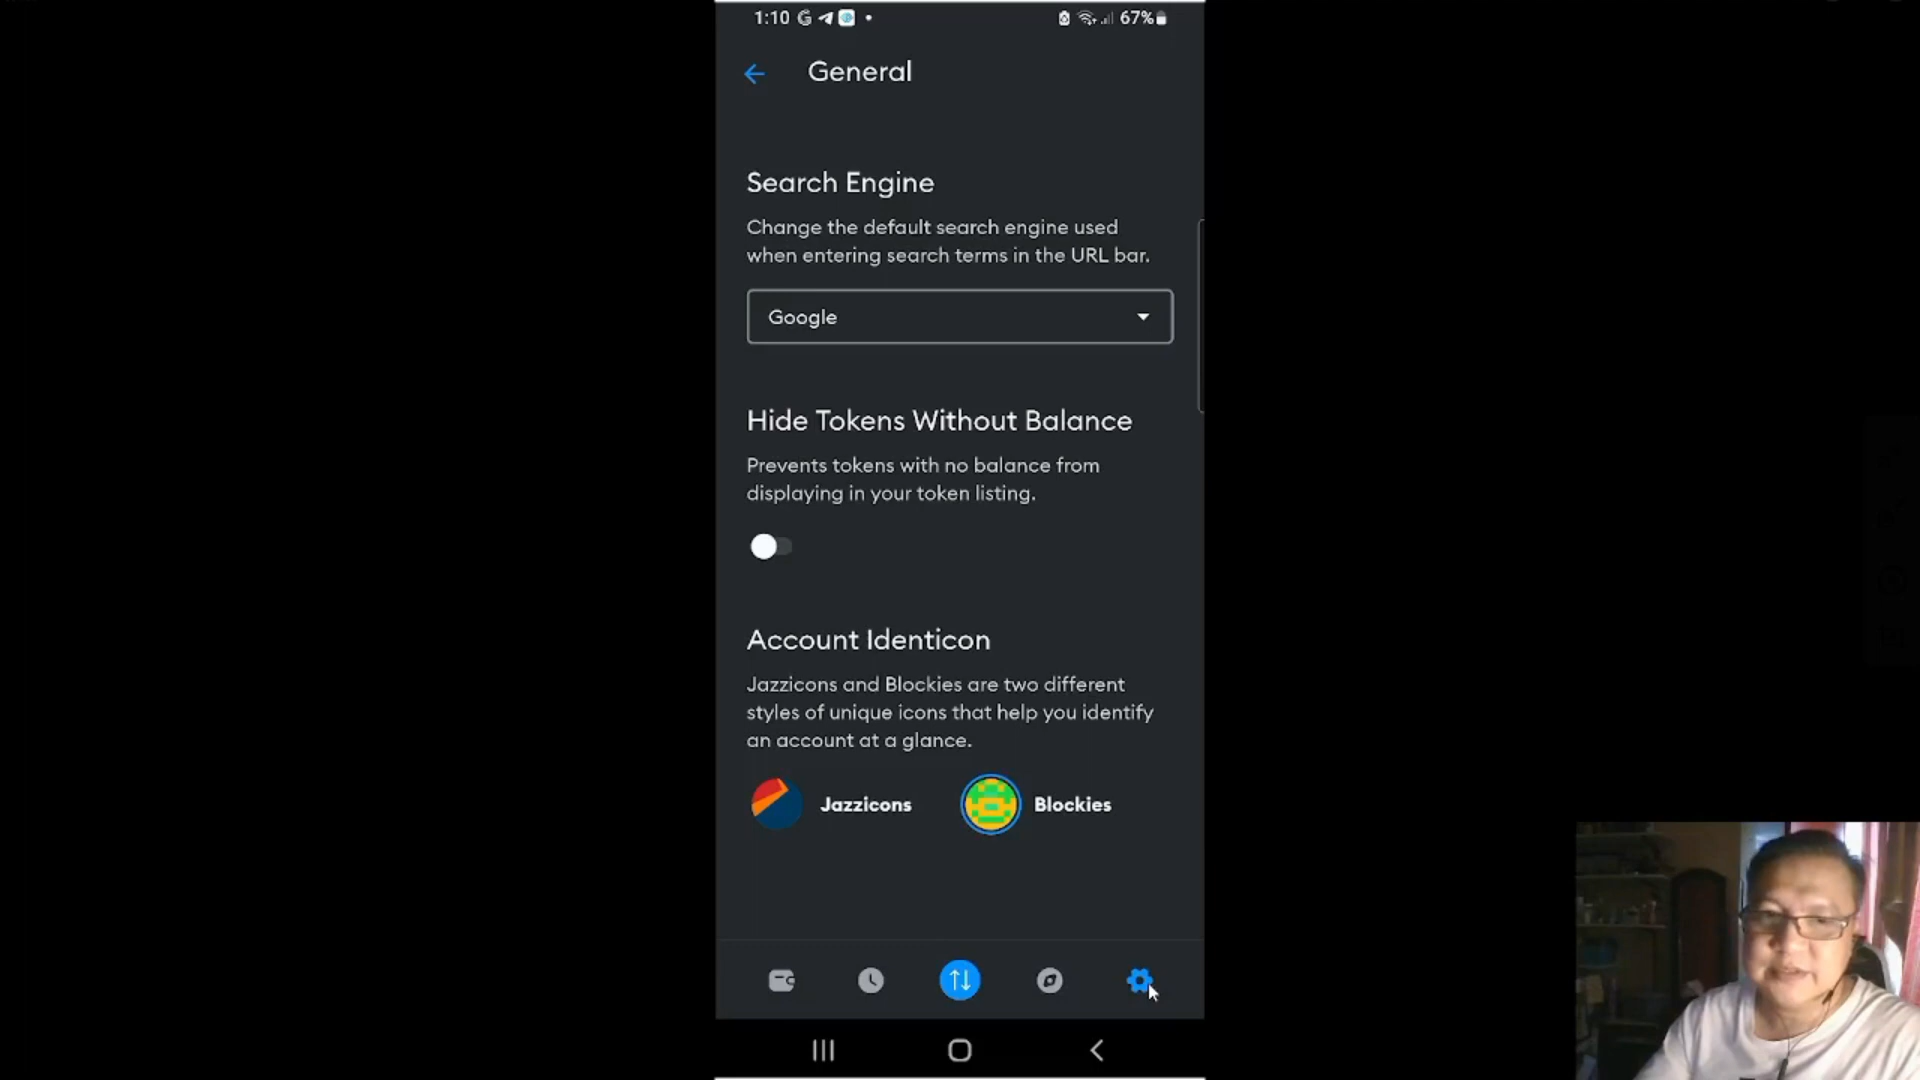 1:10
67%
General
Search Engine
Change the default search engine used
when entering search terms in the URL bar.
Google
Hide Tokens Without Balance
Prevents tokens with no balance from
displaying in your token listing.
Account Identicon
Jazzicons and Blockies are two different
styles of unique icons that help you identify
an account at a glance.
Jazzicons
Blockies